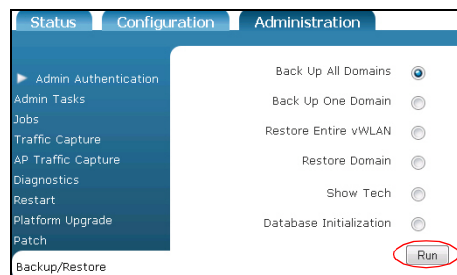 Status Configuration Administration
Admin Authentication
Admin Tasks
Jobs
Traffic Capture
AP Traffic Capture
Diagnostics
Restart
Platform Upgrade
Patch
Backup/Restore
Back Up All Domains
Back Up One Domain
Restore Entire vWLAN
Restore Domain
Show Tech
Database Initialization
Run